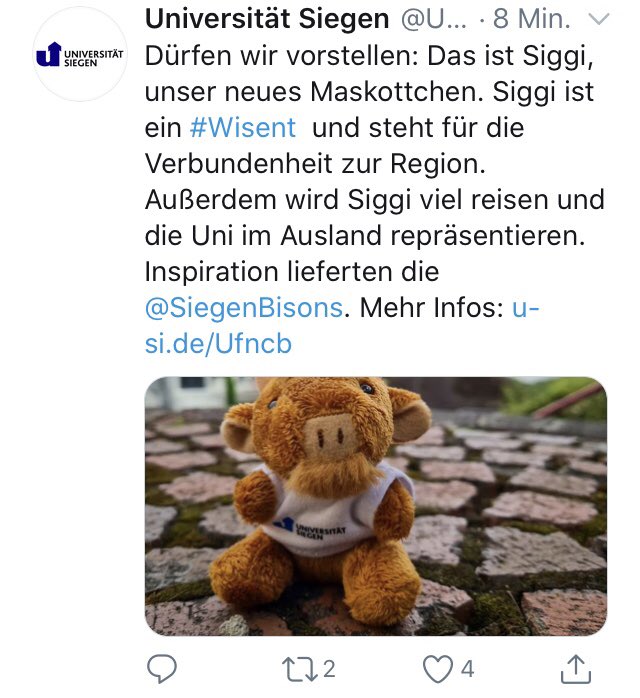 Universität Siegen @U... · 8 Min.
UNIVERSITÄT
SIEGEN
Dürfen wir vorstellen: Das ist Siggi,
unser neues Maskottchen. Siggi ist
ein #Wisent und steht für die
Verbundenheit zur Region.
Außerdem wird Siggi viel reisen und
die Uni im Ausland repräsentieren.
Inspiration lieferten die
@SiegenBisons. Mehr Infos: u-
si.de/Ufncb
UNIVERSITÄT
SIEGEN
2
4